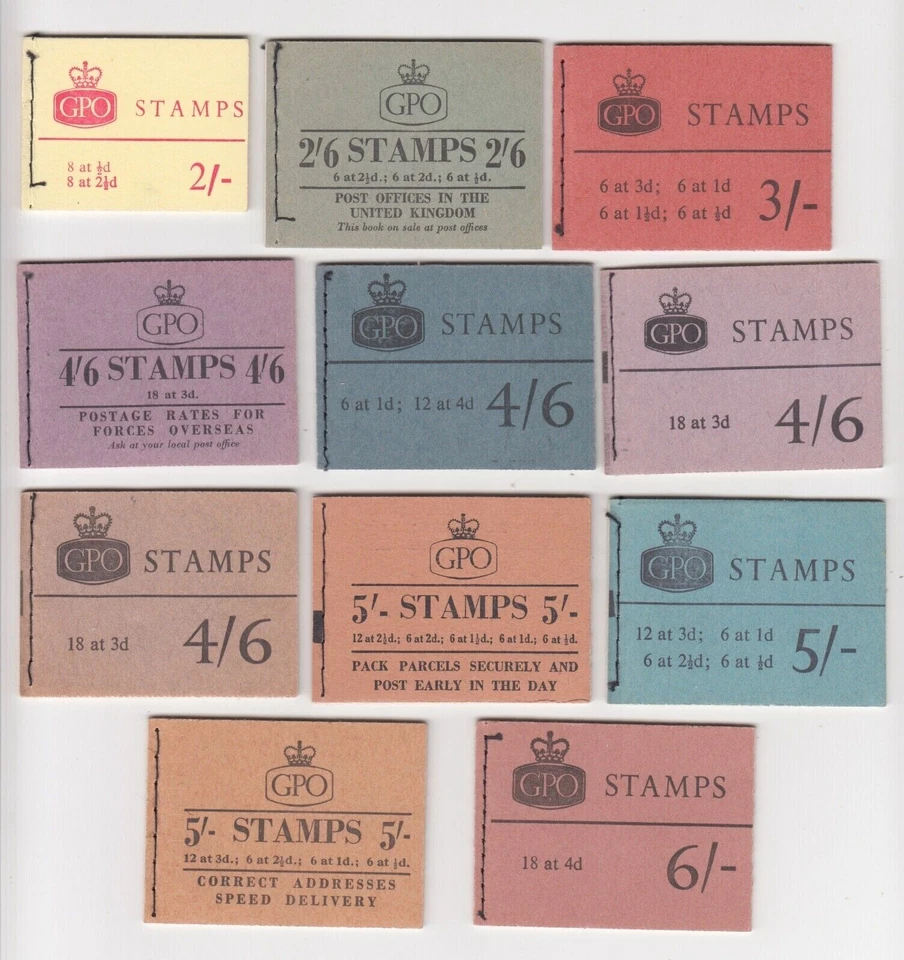 GPO STAMPS
8 at ½d
8 at 2½d 2/-
GPO
2/6 STAMPS 2/6
6 at 2½d.; 6 at 2d.; 6 at ½d.
POST OFFICES IN THE
UNITED KINGDOM
This book on sale at post offices
GPO STAMPS
6 at 3d; 6 at 1d
6 at 1½d; 6 at ½d 3/-
GPO
4/6 STAMPS 4/6
18 at 3d.
POSTAGE RATES FOR
FORCES OVERSEAS
Ask at your local post office
GPO STAMPS
6 at 1d; 12 at 4d 4/6
GPO STAMPS
18 at 3d 4/6
GPO STAMPS
18 at 3d 4/6
GPO
5/- STAMPS 5/-
12 at 2½d.; 6 at 2d.; 6 at 1½d.; 6 at 1d.; 6 at ½d.
PACK PARCELS SECURELY AND
POST EARLY IN THE DAY
GPO STAMPS
12 at 3d; 6 at 1d
6 at 2½d; 6 at ½d 5/-
GPO
5/- STAMPS 5/-
12 at 3d.; 6 at 2½d.; 6 at 1d.; 6 at ½d.
CORRECT ADDRESSES
SPEED DELIVERY
GPO STAMPS
18 at 4d 6/-